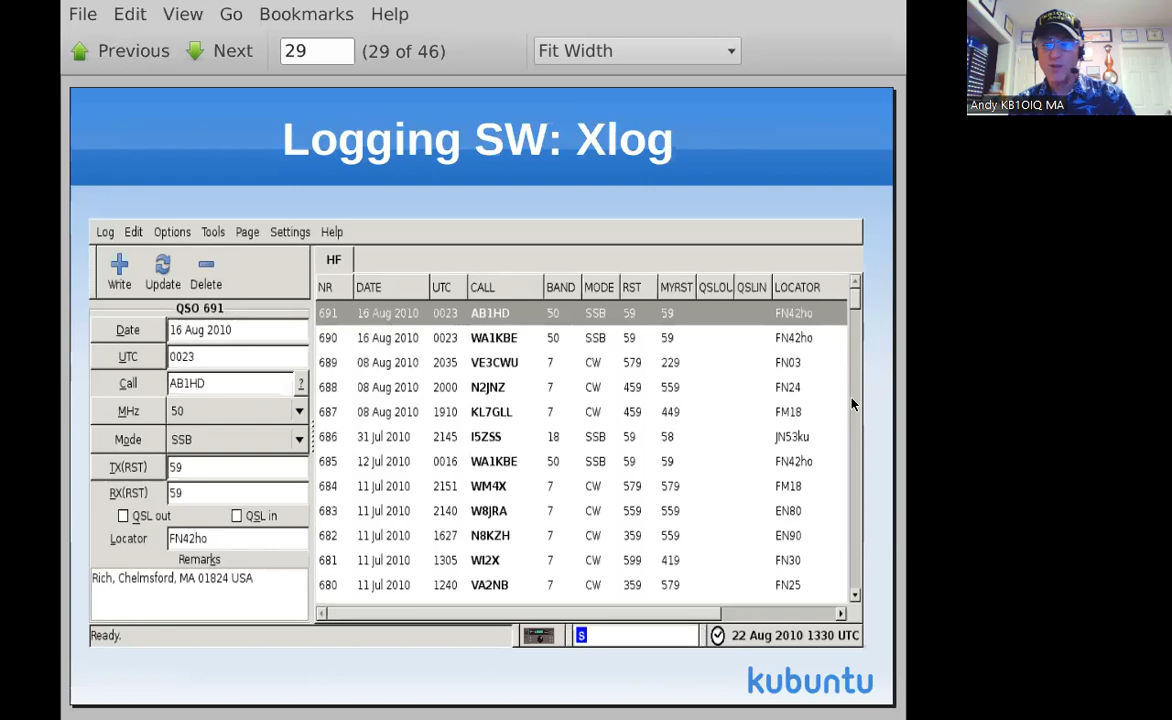 File Edit View Go Bookmarks Help
Previous Next 29 (29 of 46) Fit Width
Andy KB1OIQ MA
Logging SW: Xlog
Log Edit Options Tools Page Settings Help
Write Update Delete
HF
NR DATE UTC CALL BAND MODE RST MYRST QSLOU QSLIN LOCATOR
QSO 691
Date 16 Aug 2010
UTC 0023
Call AB1HD ?
MHz 50
Mode SSB
TX(RST) 59
RX(RST) 59
QSL out QSL in
Locator FN42ho
Remarks
Rich, Chelmsford, MA 01824 USA
691 16 Aug 2010 0023 AB1HD 50 SSB 59 59 FN42ho
690 16 Aug 2010 0023 WA1KBE 50 SSB 59 59 FN42ho
689 08 Aug 2010 2035 VE3CWU 7 CW 579 229 FN03
688 08 Aug 2010 2000 N2JNZ 7 CW 459 559 FN24
687 08 Aug 2010 1910 KL7GLL 7 CW 459 449 FM18
686 31 Jul 2010 2145 I5ZSS 18 SSB 59 58 JN53ku
685 12 Jul 2010 0016 WA1KBE 50 SSB 59 59 FN42ho
684 11 Jul 2010 2151 WM4X 7 CW 579 579 FM18
683 11 Jul 2010 2140 W8JRA 7 CW 559 559 EN80
682 11 Jul 2010 1627 N8KZH 7 CW 359 559 EN90
681 11 Jul 2010 1305 WI2X 7 CW 599 419 FN30
680 11 Jul 2010 1240 VA2NB 7 CW 359 579 FN25
Ready. S 22 Aug 2010 1330 UTC
kubuntu